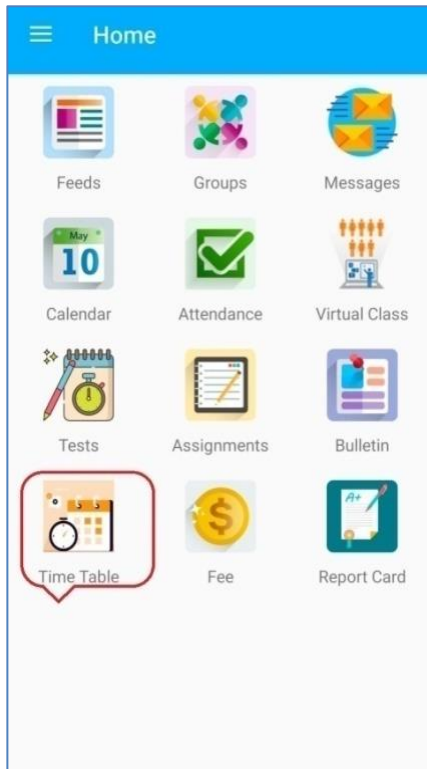 Home
Feeds Groups Messages
May
10
Calendar Attendance Virtual Class
Tests Assignments Bulletin
$
A+
Time Table Fee Report Card